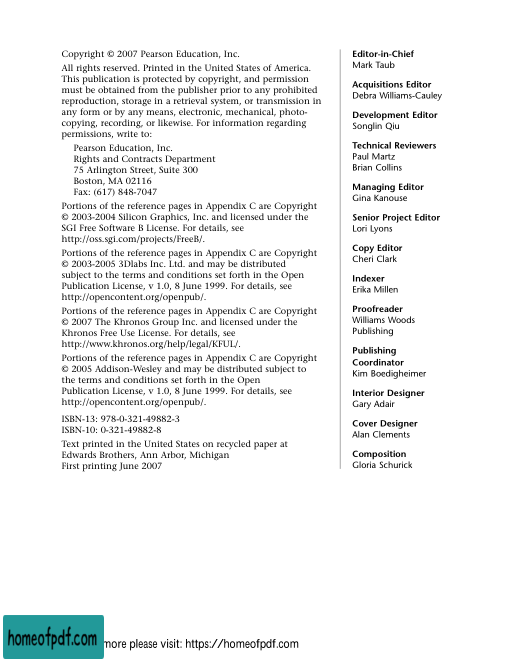 Copyright © 2007 Pearson Education, Inc.
All rights reserved. Printed in the United States of America.
This publication is protected by copyright, and permission
must be obtained from the publisher prior to any prohibited
reproduction, storage in a retrieval system, or transmission in
any form or by any means, electronic, mechanical, photo-
copying, recording, or likewise. For information regarding
permissions, write to:
Pearson Education, Inc.
Rights and Contracts Department
75 Arlington Street, Suite 300
Boston, MA 02116
Fax: (617) 848-7047
Portions of the reference pages in Appendix C are Copyright
© 2003-2004 Silicon Graphics, Inc. and licensed under the
SGI Free Software B License. For details, see
http://oss.sgi.com/projects/FreeB/.
Portions of the reference pages in Appendix C are Copyright
© 2003-2005 3Dlabs Inc. Ltd. and may be distributed
subject to the terms and conditions set forth in the Open
Publication License, v 1.0, 8 June 1999. For details, see
http://opencontent.org/openpub/.
Portions of the reference pages in Appendix C are Copyright
© 2007 The Khronos Group Inc. and licensed under the
Khronos Free Use License. For details, see
http://www.khronos.org/help/legal/KFUL/.
Portions of the reference pages in Appendix C are Copyright
© 2005 Addison-Wesley and may be distributed subject to
the terms and conditions set forth in the Open
Publication License, v 1.0, 8 June 1999. For details, see
http://opencontent.org/openpub/.
ISBN-13: 978-0-321-49882-3
ISBN-10: 0-321-49882-8
Text printed in the United States on recycled paper at
Edwards Brothers, Ann Arbor, Michigan
First printing June 2007
Editor-in-Chief
Mark Taub
Acquisitions Editor
Debra Williams-Cauley
Development Editor
Songlin Qiu
Technical Reviewers
Paul Martz
Brian Collins
Managing Editor
Gina Kanouse
Senior Project Editor
Lori Lyons
Copy Editor
Cheri Clark
Indexer
Erika Millen
Proofreader
Williams Woods
Publishing
Publishing
Coordinator
Kim Boedigheimer
Interior Designer
Gary Adair
Cover Designer
Alan Clements
Composition
Gloria Schurick
homeofpdf.com more please visit: https://homeofpdf.com